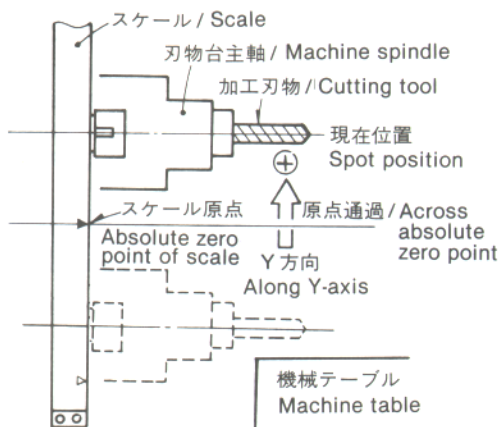 スケール / Scale
刃物台主軸 / Machine spindle
加工刃物 / Cutting tool
現在位置
Spot position
スケール原点
Absolute zero
point of scale
原点通過 / Across
absolute
zero point
Y 方向
Along Y-axis
機械テーブル
Machine table